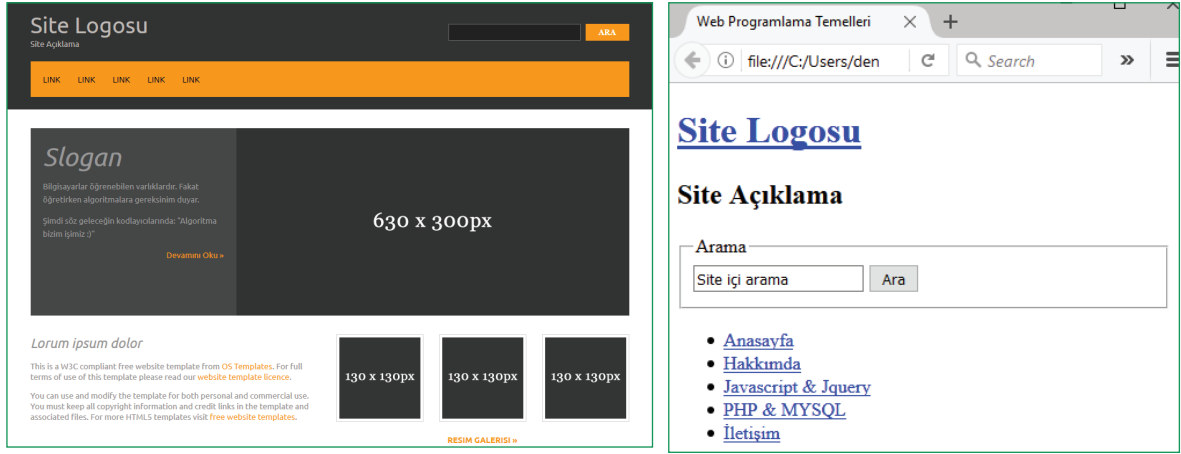 Site Logosu
Site Açıklama
ARA
LINK LINK LINK LINK LINK
Slogan
Bilgisayarlar öğrenebilen varlıklardır. Fakat
öğretirken algoritmalara gereksinim duyar.
Şimdi söz geleceğin kodlayıcılarında: "Algoritma
bizim işimiz :)"
Devamını Oku »
630 x 300px
Lorum ipsum dolor
This is a W3C compliant free website template from OS Templates. For full
terms of use of this template please read our website template licence.
You can use and modify the template for both personal and commercial use.
You must keep all copyright information and credit links in the template and
associated files. For more HTML5 templates visit free website templates.
130 x 130px
130 x 130px
130 x 130px
RESIM GALERISI »
Web Programlama Temelleri
file:///C:/Users/den
Search
Site Logosu
Site Açıklama
Arama
Site içi arama
Ara
Anasayfa
Hakkımda
Javascript & Jquery
PHP & MYSQL
İletişim